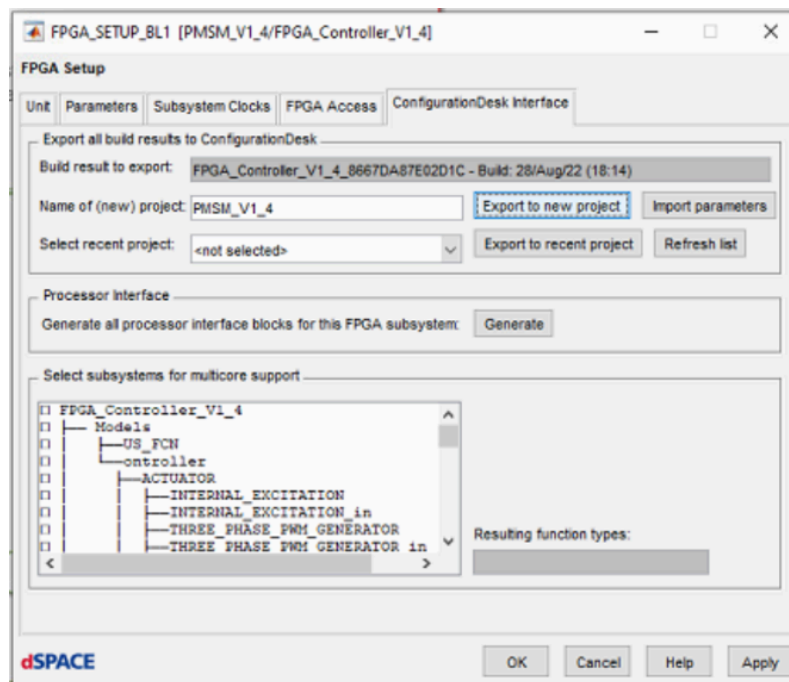 FPGA_SETUP_BL1 [PMSM_V1_4/FPGA_Controller_V1_4]
FPGA Setup
Unit Parameters Subsystem Clocks FPGA Access ConfigurationDesk Interface
Export all build results to ConfigurationDesk
Build result to export: FPGA_Controller_V1_4_8667DA87E02D1C - Build: 28/Aug/22 (18:14)
Name of (new) project: PMSM_V1_4 Export to new project Import parameters
Select recent project: <not selected> Export to recent project Refresh list
Processor Interface
Generate all processor interface blocks for this FPGA subsystem: Generate
Select subsystems for multicore support
FPGA_Controller_V1_4
Models
US_FCN
ontroller
ACTUATOR
INTERNAL_EXCITATION
INTERNAL_EXCITATION_in
THREE_PHASE_PWM_GENERATOR
THREE_PHASE_PWM_GENERATOR_in
Resulting function types:
dSPACE OK Cancel Help Apply